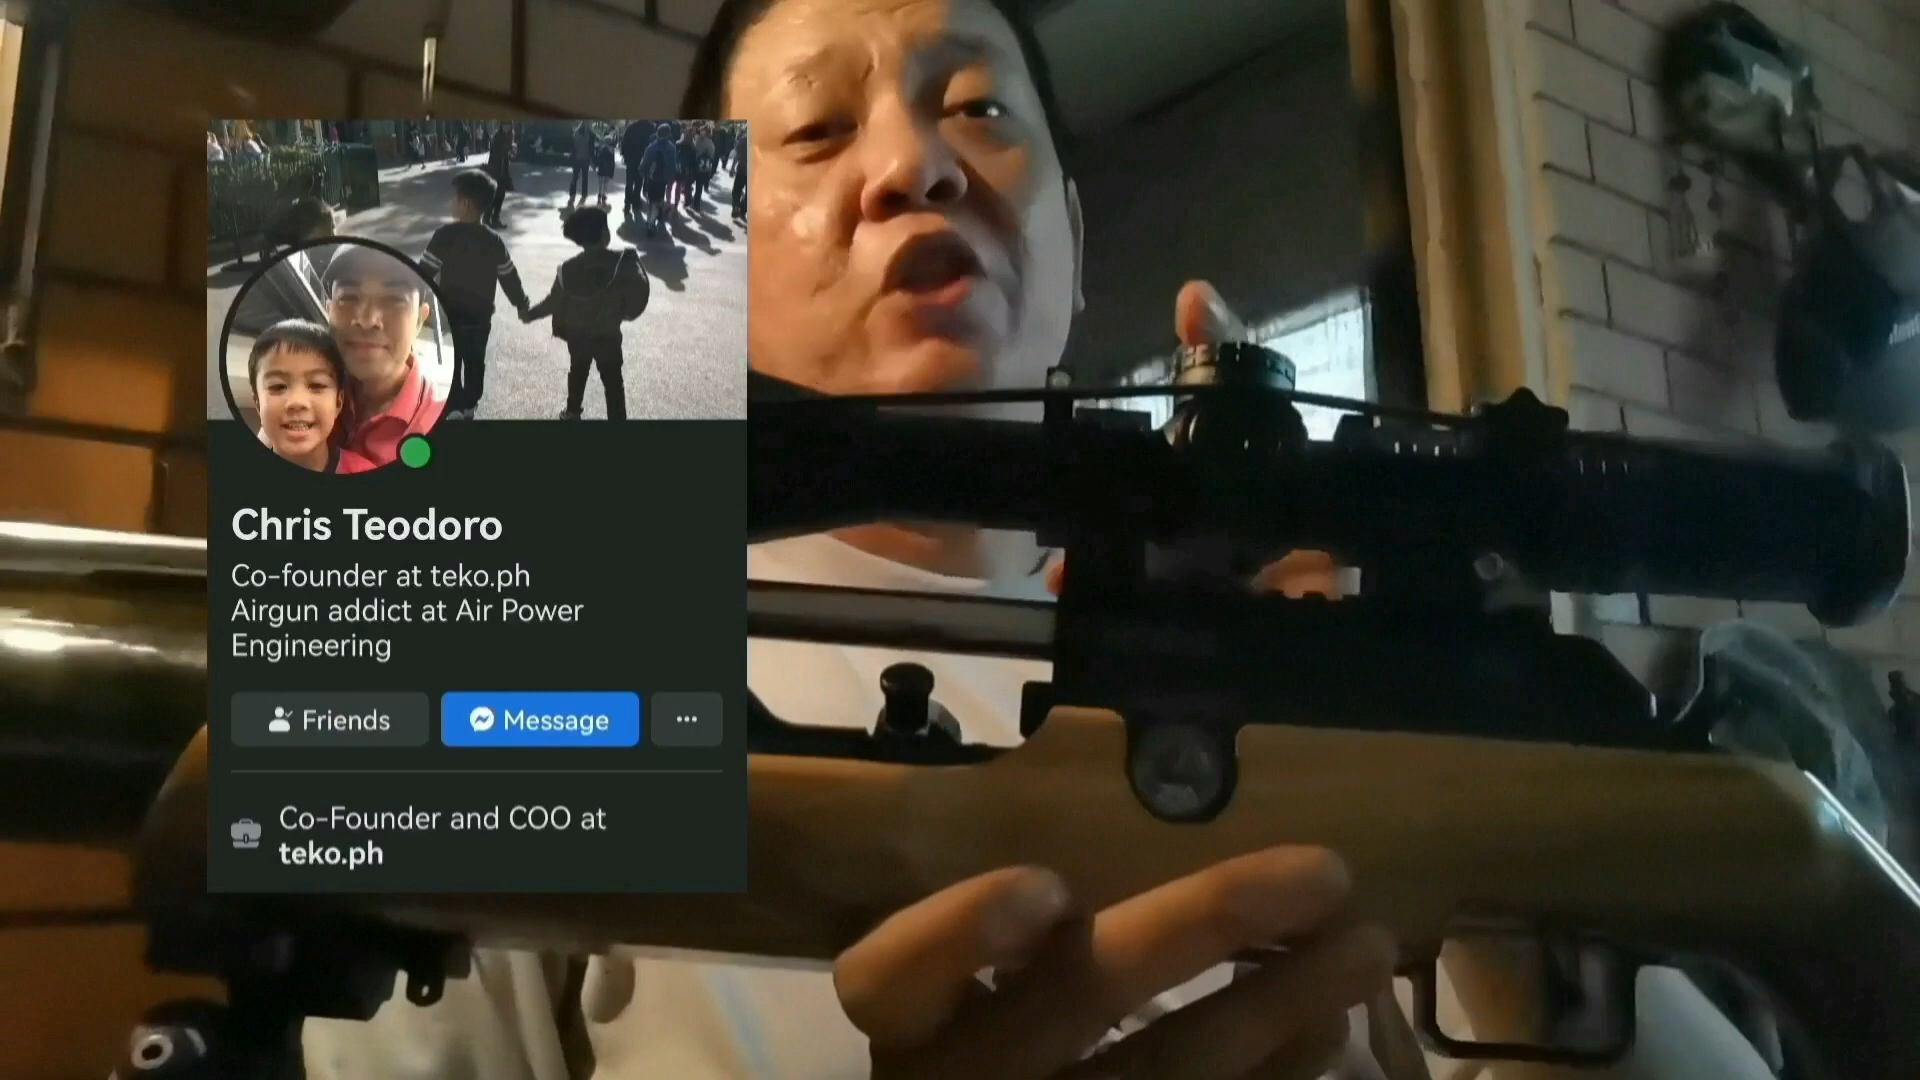 Chris Teodoro
Co-founder at teko.ph
Airgun addict at Air Power
Engineering
Friends
Message
Co-Founder and COO at
teko.ph